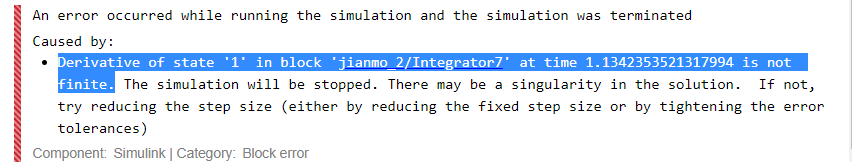 An error occurred while running the simulation and the simulation was terminated
Caused by:
• Derivative of state '1' in block 'jianmo_2/Integrator7' at time 1.1342353521317994 is not
finite. The simulation will be stopped. There may be a singularity in the solution.  If not,
try reducing the step size (either by reducing the fixed step size or by tightening the error
tolerances)
Component: Simulink | Category: Block error